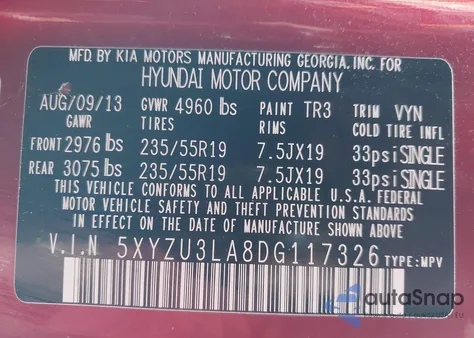 MFD. BY KIA MOTORS MANUFACTURING GEORGIA, INC. FOR
HYUNDAI MOTOR COMPANY
AUG/09/13 GVWR 4960 lbs PAINT TR3 TRIM VYN
GAWR TIRES RIMS COLD TIRE INFL
FRONT 2976 lbs 235/55R19 7.5JX19 33psi SINGLE
REAR 3075 lbs 235/55R19 7.5JX19 33psi SINGLE
THIS VEHICLE CONFORMS TO ALL APPLICABLE U.S.A. FEDERAL
MOTOR VEHICLE SAFETY AND THEFT PREVENTION STANDARDS
IN EFFECT ON THE DATE OF MANUFACTURE SHOWN ABOVE.
V.I.N 5XYZU3LA8DG117326 TYPE:MPV
autoSnap